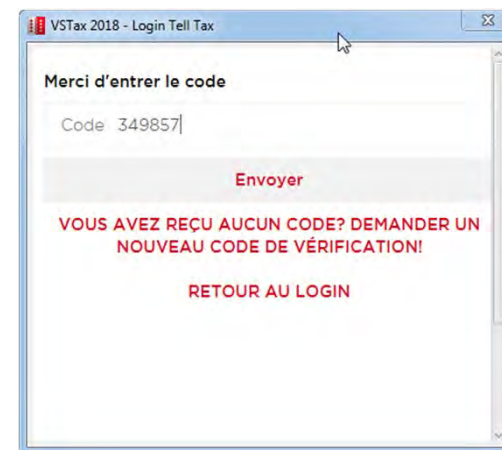 VSTax 2018 - Login Tell Tax
Merci d'entrer le code
Code 349857
Envoyer
VOUS AVEZ REÇU AUCUN CODE? DEMANDER UN
NOUVEAU CODE DE VÉRIFICATION!
RETOUR AU LOGIN